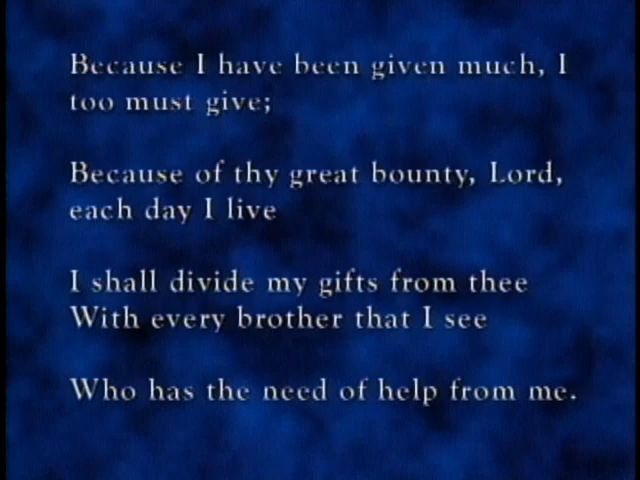 Because I have been given much, I
too must give;
Because of thy great bounty, Lord,
each day I live
I shall divide my gifts from thee
With every brother that I see
Who has the need of help from me.